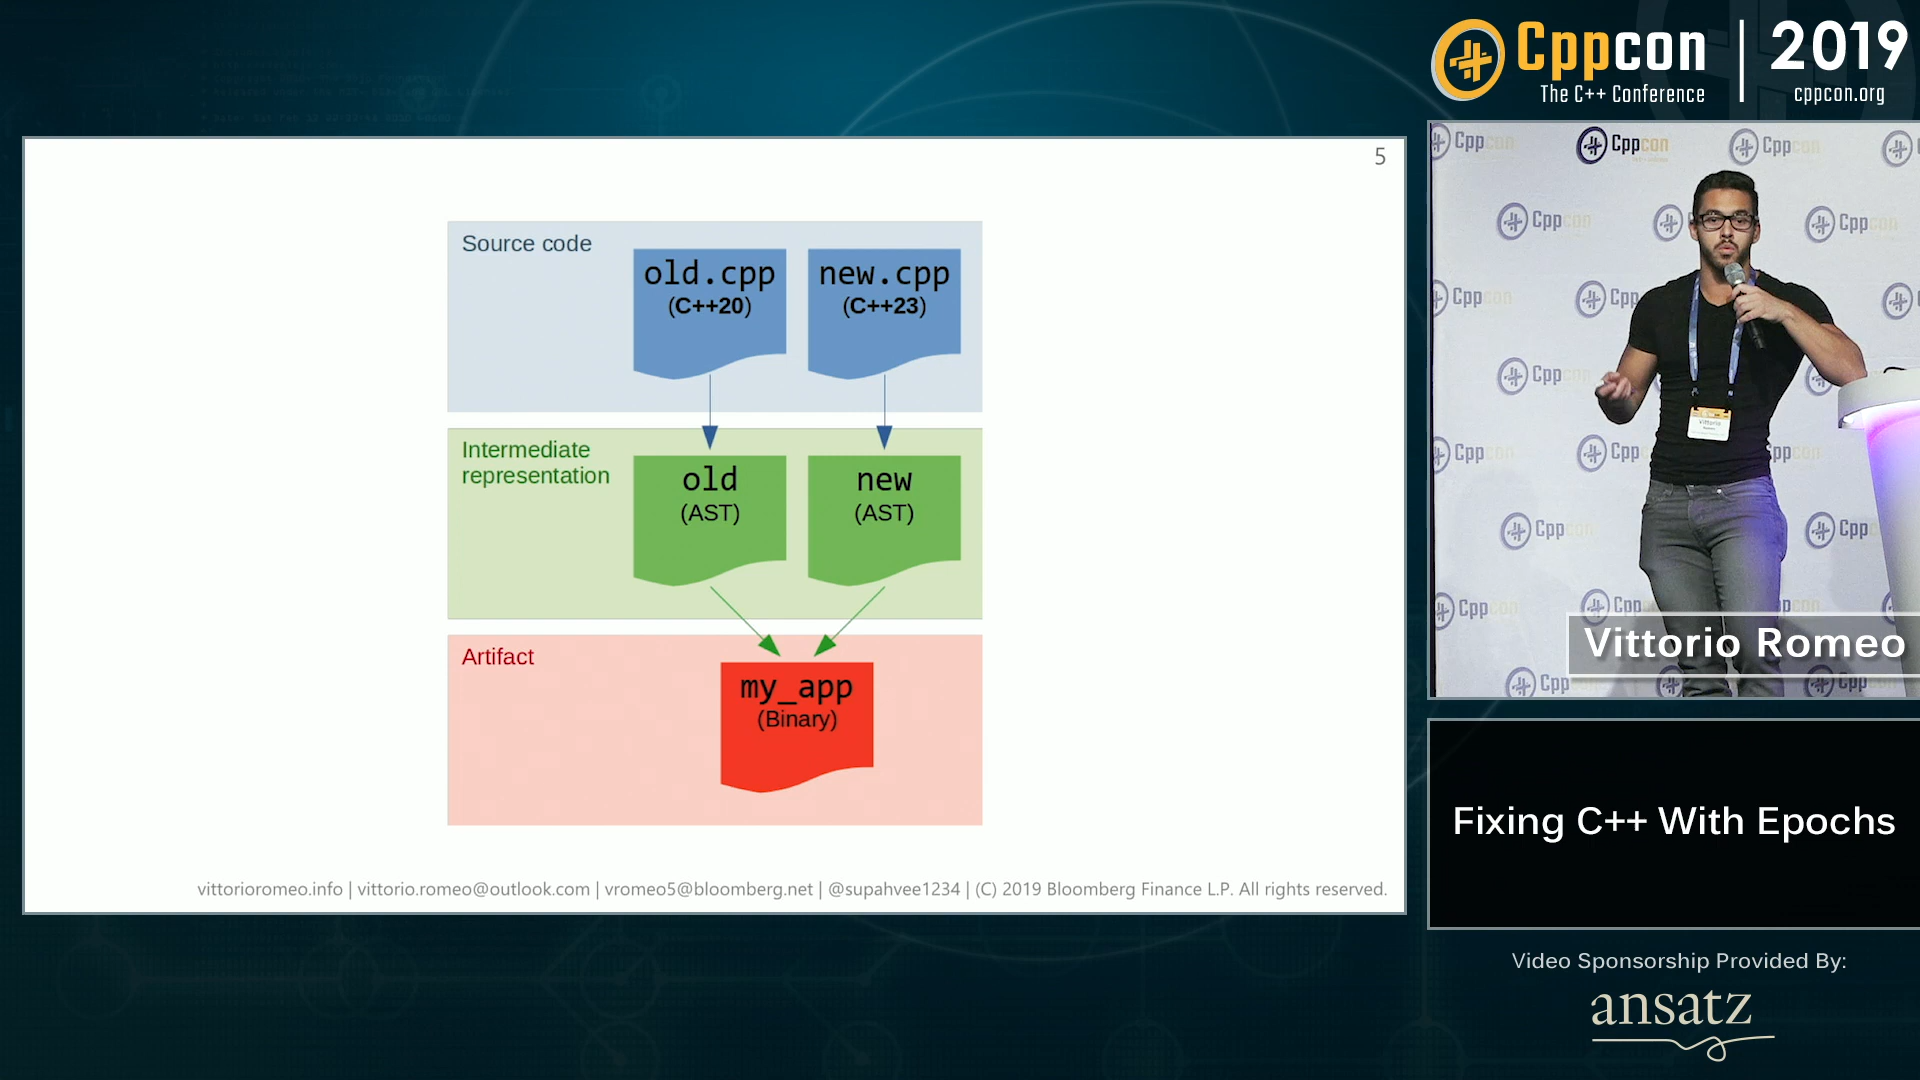 Cppcon | 2019
The C++ Conference
cppcon.org
5
Source code
old.cpp
(C++20)
new.cpp
(C++23)
Intermediate
representation
old
(AST)
new
(AST)
Artifact
my_app
(Binary)
vittorioromeo.info | vittorio.romeo@outlook.com | vromeo5@bloomberg.net | @supahvee1234 | (C) 2019 Bloomberg Finance L.P. All rights reserved.
Cppcon
Vittorio
Vittorio Romeo
Fixing C++ With Epochs
Video Sponsorship Provided By:
ansatz